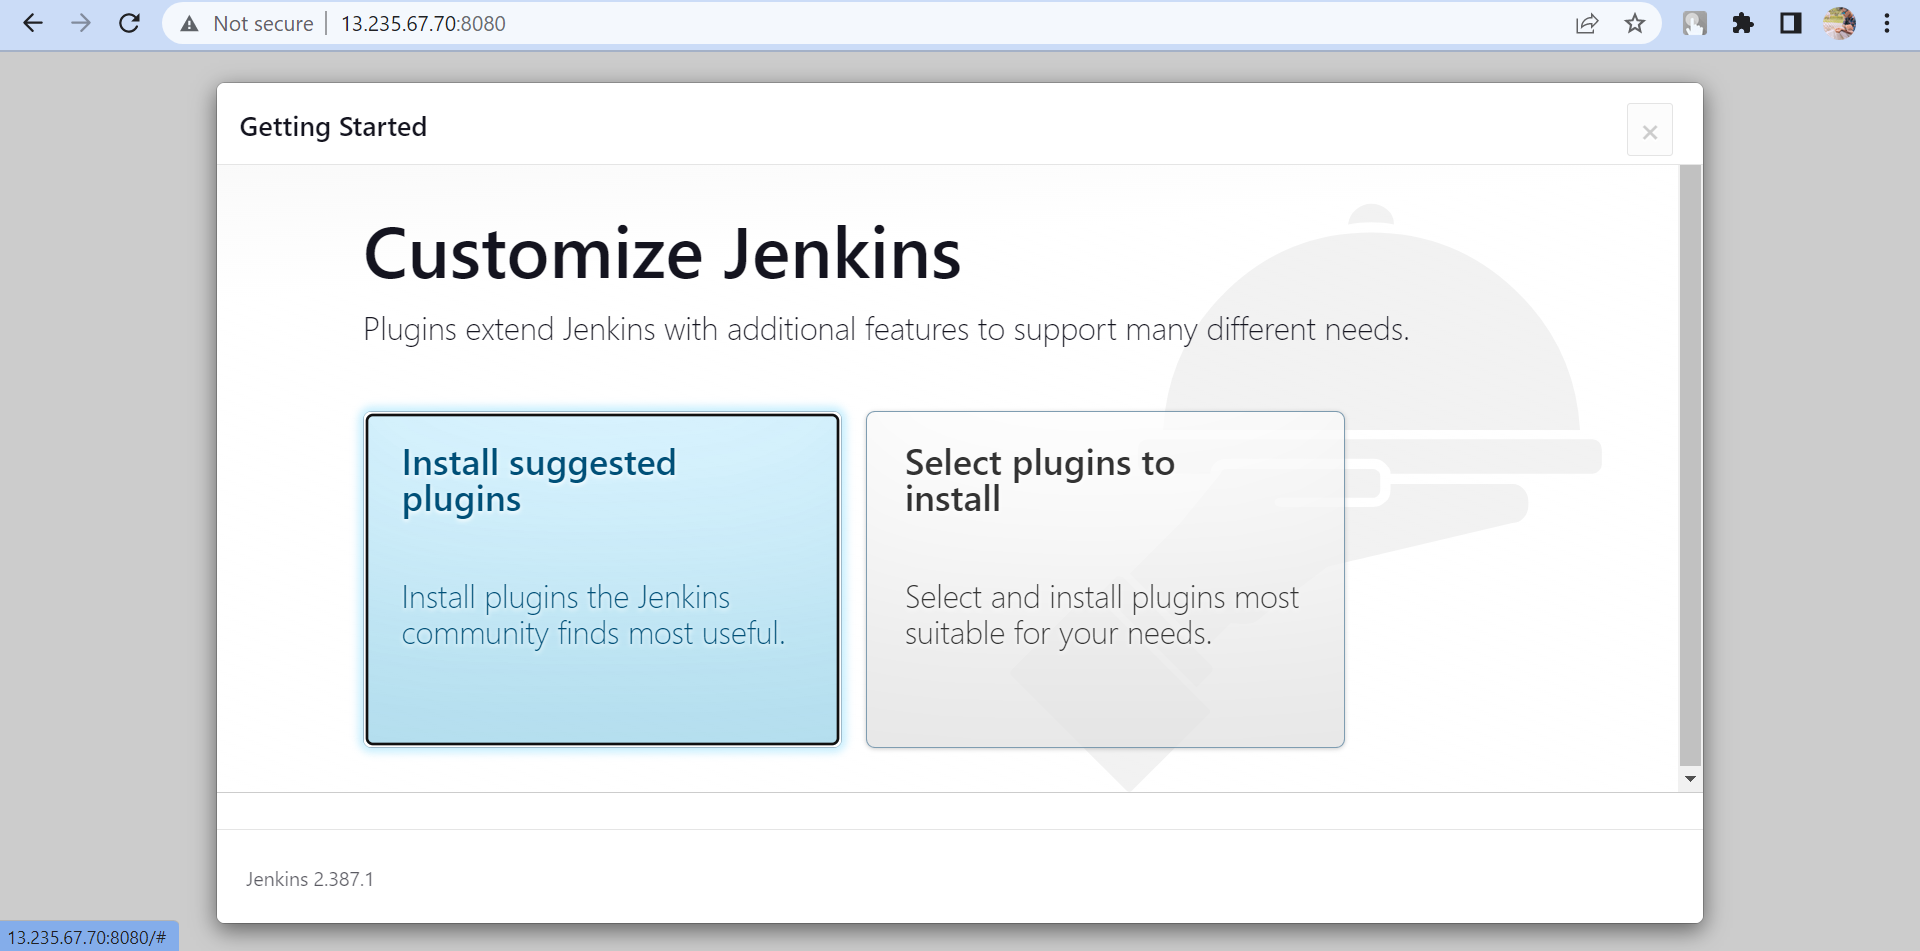 Not secure
13.235.67.70:8080
Getting Started
×
Customize Jenkins
Plugins extend Jenkins with additional features to support many different needs.
Install suggested
plugins
Install plugins the Jenkins
community finds most useful.
Select plugins to
install
Select and install plugins most
suitable for your needs.
Jenkins 2.387.1
13.235.67.70:8080/#